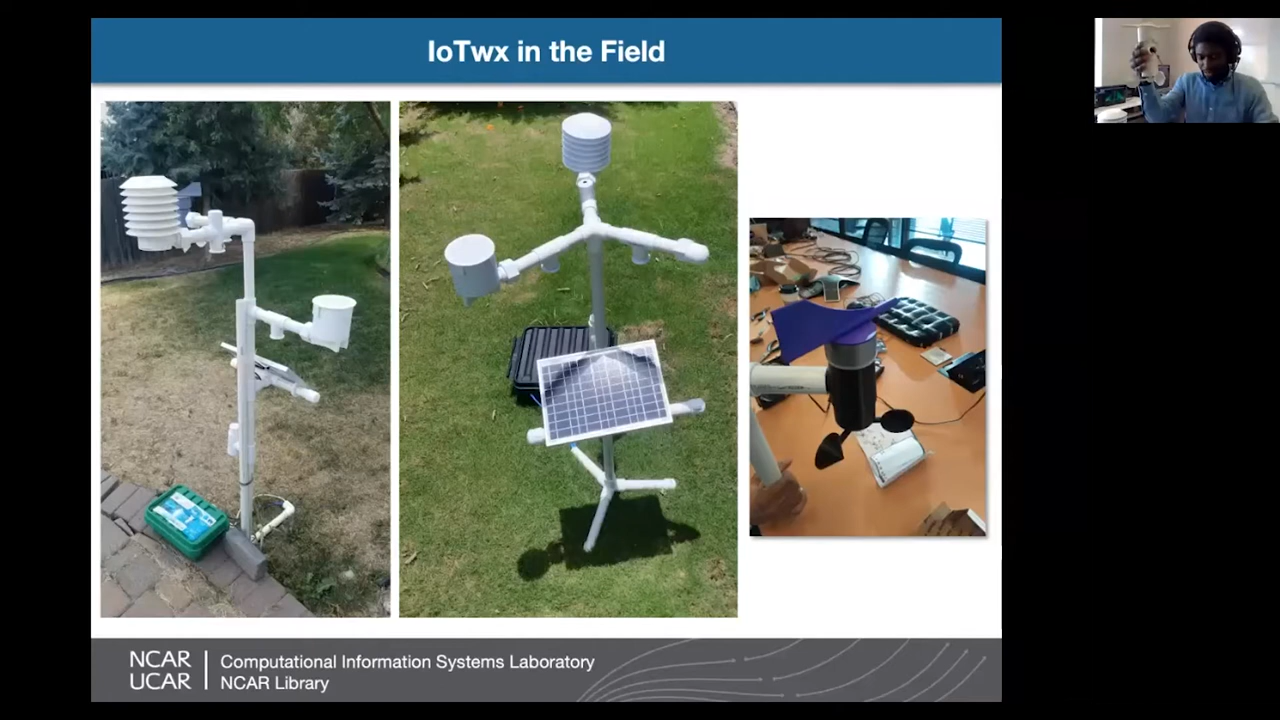 IoTwx in the Field
NCAR
UCAR
Computational Information Systems Laboratory
NCAR Library